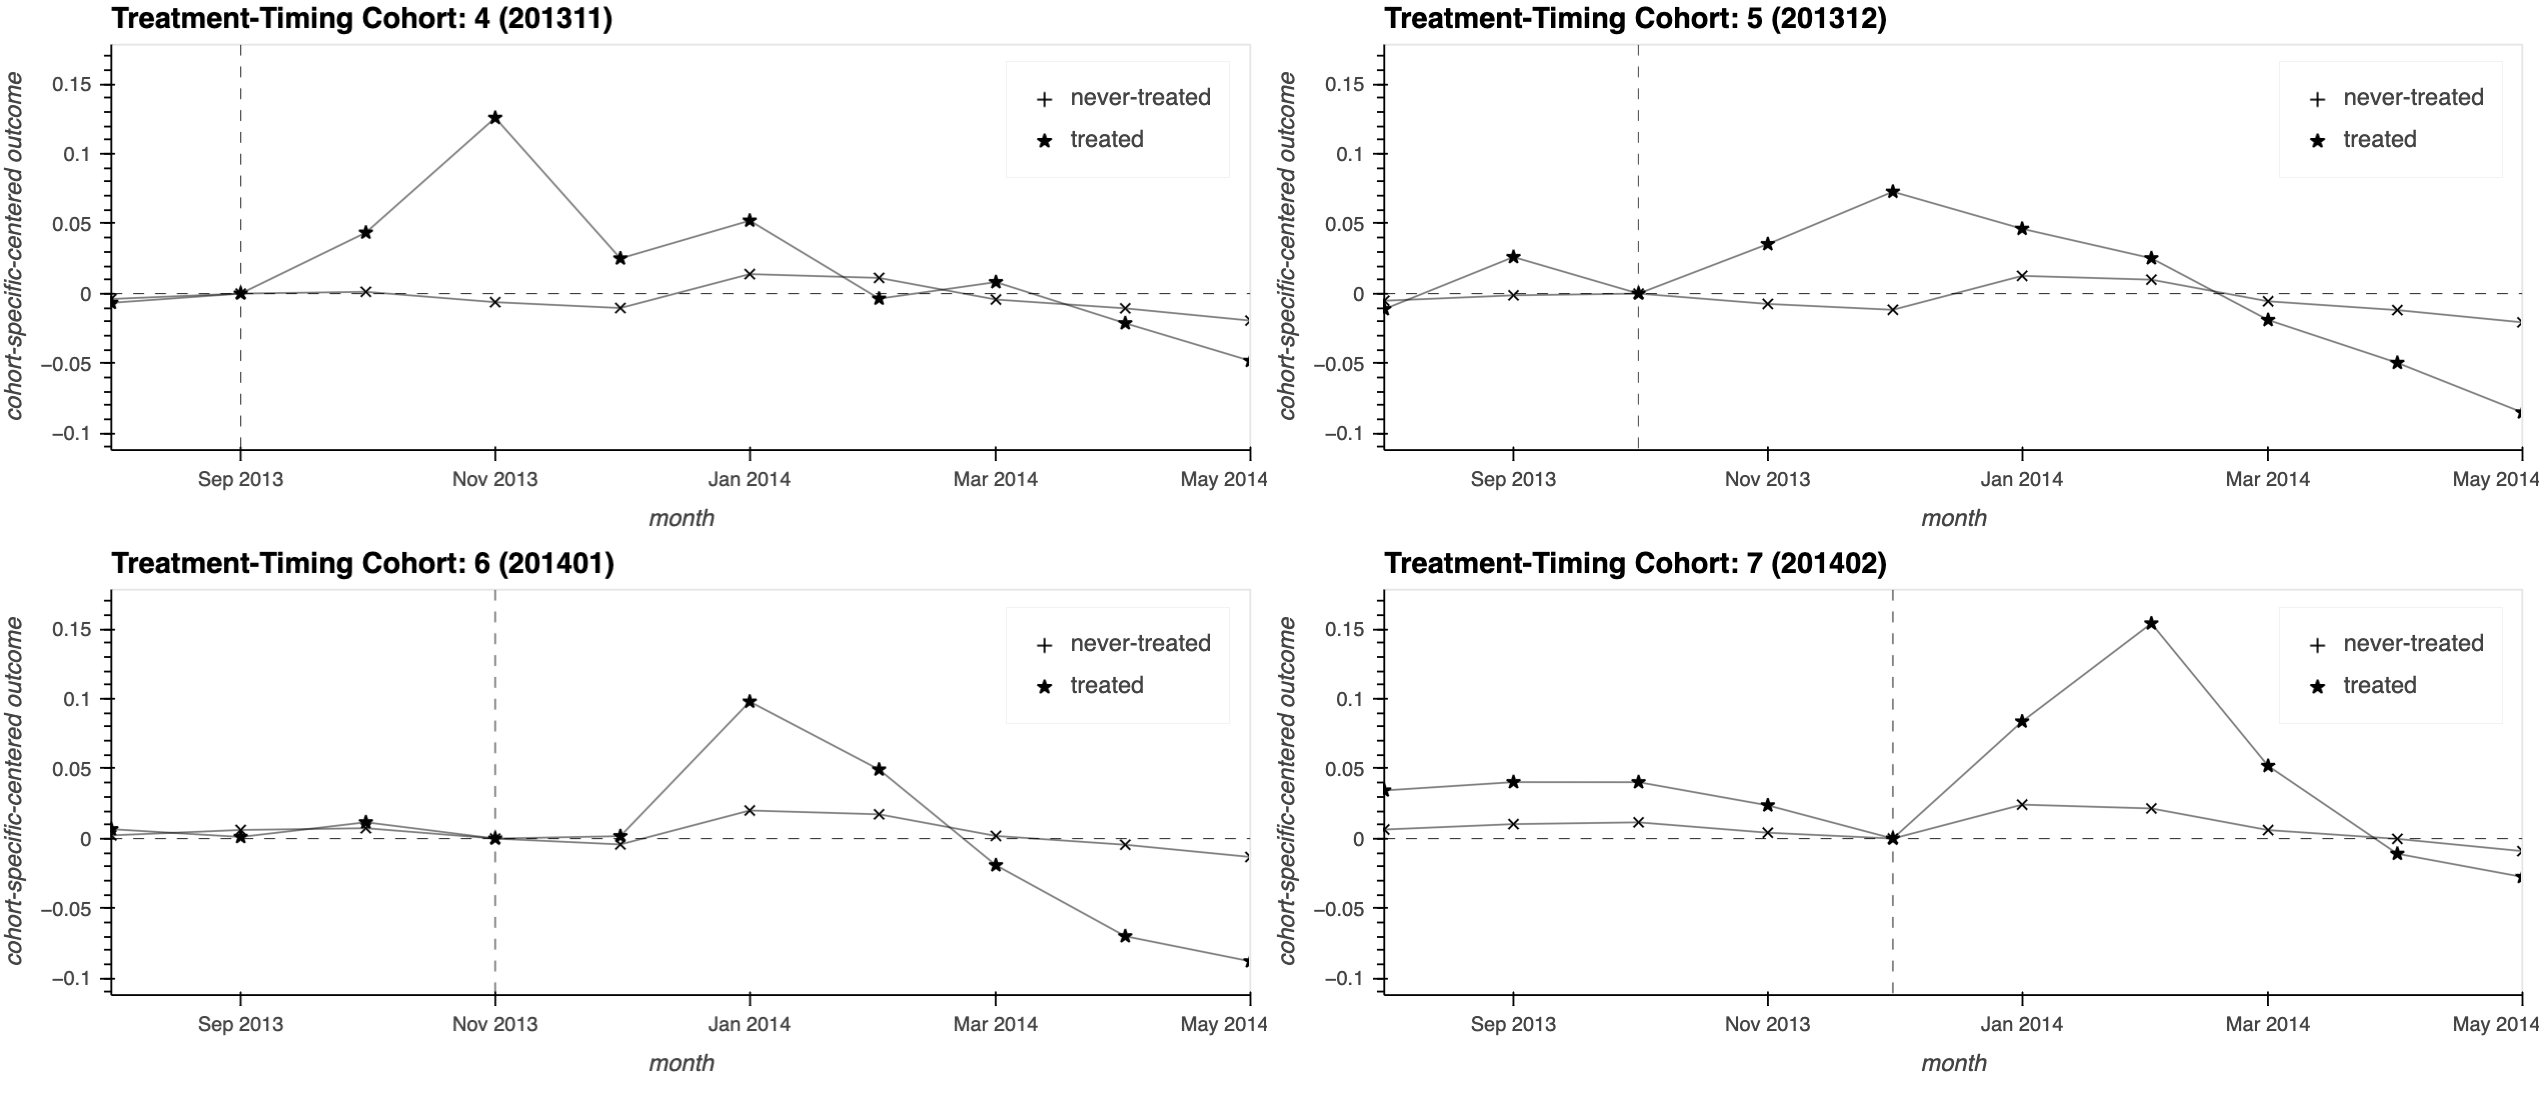 Treatment-Timing Cohort: 4 (201311)
cohort-specific-centered outcome
0.15
0.1
0.05
0
−0.05
−0.1
never-treated
treated
Sep 2013
Nov 2013
Jan 2014
Mar 2014
May 2014
month
Treatment-Timing Cohort: 5 (201312)
cohort-specific-centered outcome
0.15
0.1
0.05
0
−0.05
−0.1
never-treated
treated
Sep 2013
Nov 2013
Jan 2014
Mar 2014
May 2014
month
Treatment-Timing Cohort: 6 (201401)
cohort-specific-centered outcome
0.15
0.1
0.05
0
−0.05
−0.1
never-treated
treated
Sep 2013
Nov 2013
Jan 2014
Mar 2014
May 2014
month
Treatment-Timing Cohort: 7 (201402)
cohort-specific-centered outcome
0.15
0.1
0.05
0
−0.05
−0.1
never-treated
treated
Sep 2013
Nov 2013
Jan 2014
Mar 2014
May 2014
month